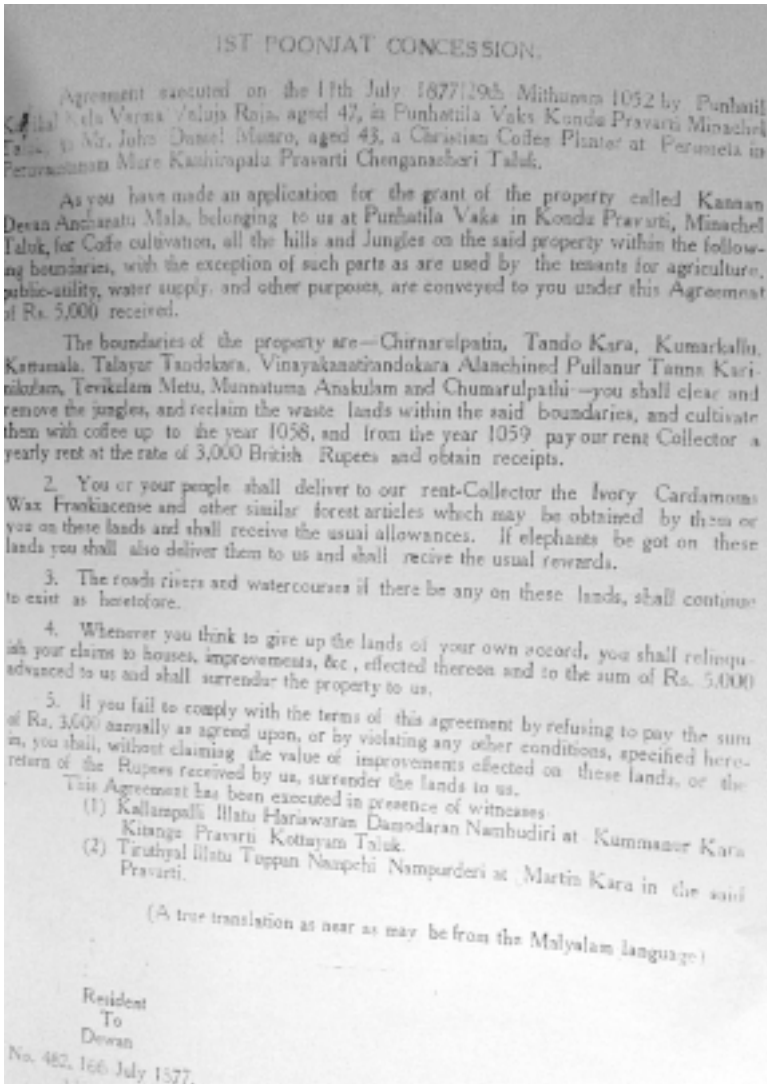 1ST POONJAT CONCESSION.
Agreement executed on the 11th July 1877|29th Mithunam 1052 by Punhatil
Kela Varma Valuja Raja, aged 47, in Punhattila Vaka Kondu Pravarti Minachel
Mr. John Daniel Munro, aged 43, a Christian Coffee Planter at Perumela in
Mure Kanhirapalu Pravarti Chenganasheri Taluk.
As you have made an application for the grant of the property called Kannan
Devan Anchanatu Mala, belonging to us at Punhatila Vaka in Kondu Pravarti, Minachel
Taluk, for Coffe cultivation, all the hills and Jungles on the said property within the follow-
ing boundaries, with the exception of such parts as are used by the tenants for agriculture,
public-utility, water supply, and other purposes, are conveyed to you under this Agreement
of Rs. 5,000 received.
The boundaries of the property are—Chirnarulpatin, Tando Kara, Kumarkallu,
Kattamala, Talayar Tandokara, Vinayakanathandokara Alanchined Pullanur Tanna Kari-
nikulam, Tevikulam Metu, Munnatuma Anakulam and Chumarulpathi—you shall clear and
remove the jungles, and reclaim the waste lands within the said boundaries, and cultivate
them with coffee up to the year 1058, and from the year 1059 pay our rent Collector a
yearly rent at the rate of 3,000 British Rupees and obtain receipts.
2. You or your people shall deliver to our rent-Collector the Ivory Cardamoms
Wax Frankincense and other similar forest articles which may be obtained by them or
you on these lands and shall receive the usual allowances. If elephants be got on these
lands you shall also deliver them to us and shall recive the usual rewards.
3. The roads rivers and watercourses if there be any on these lands, shall continue
to exist as heretofore.
4. Whenever you think to give up the lands of your own accord, you shall relinqu-
ish your claims to houses, improvements, &c, effected thereon and to the sum of Rs. 5,000
advanced to us and shall surrender the property to us.
5. If you fail to comply with the terms of this agreement by refusing to pay the sum
of Rs. 3,000 annually as agreed upon, or by violating any other conditions, specified here-
in, you shall, without claiming the value of improvements effected on these lands, or the
return of the Rupees received by us, surrender the lands to us.
This Agreement has been executed in presence of witnesses
(1) Kallampalli Illatu Hariswaran Damodaran Nambudiri at Kummanur Kara
Kitangu Pravarti Kottayam Taluk.
(2) Tiruthyal Illatu Tuppan Nampchi Nampurderi at Martin Kara in the said
Pravarti.
(A true translation as near as may be from the Malyalam language)
Resident
To
Dewan
No. 482, 16th July 1877.